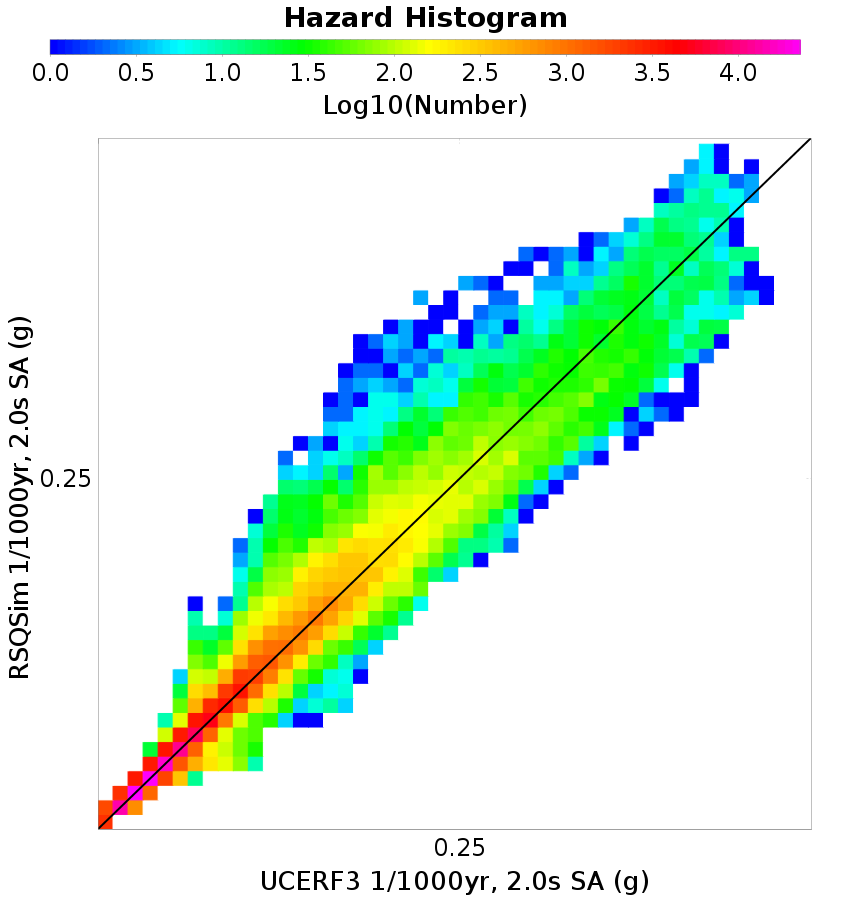 Hazard Histogram
0.0 0.5 1.0 1.5 2.0 2.5 3.0 3.5 4.0
Log10(Number)
RSQSim 1/1000yr, 2.0s SA (g)
0.25
0.25
UCERF3 1/1000yr, 2.0s SA (g)